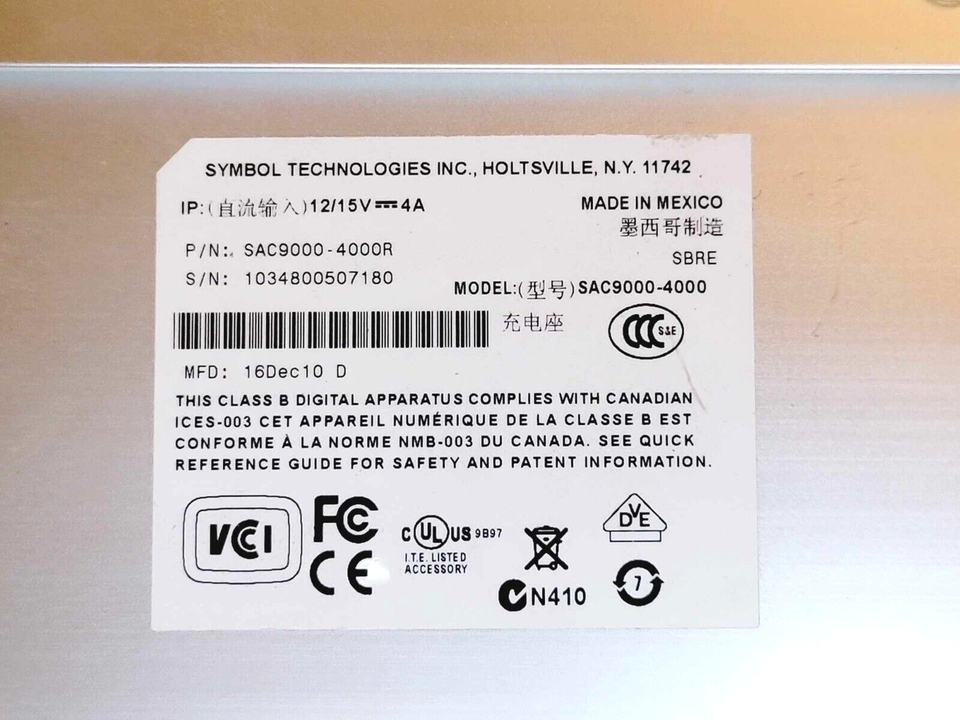 SYMBOL TECHNOLOGIES INC., HOLTSVILLE, N.Y. 11742
IP:(直流输入)12/15V⎓4A
MADE IN MEXICO
墨西哥制造
P/N: SAC9000-4000R
SBRE
S/N: 1034800507180
MODEL:(型号)SAC9000-4000
充电座
CCC S&E
MFD: 16Dec10 D
THIS CLASS B DIGITAL APPARATUS COMPLIES WITH CANADIAN
ICES-003 CET APPAREIL NUMÉRIQUE DE LA CLASSE B EST
CONFORME À LA NORME NMB-003 DU CANADA. SEE QUICK
REFERENCE GUIDE FOR SAFETY AND PATENT INFORMATION.
VCI
FC
CE
C UL US 9B97
I.T.E. LISTED
ACCESSORY
DVE
N410
7